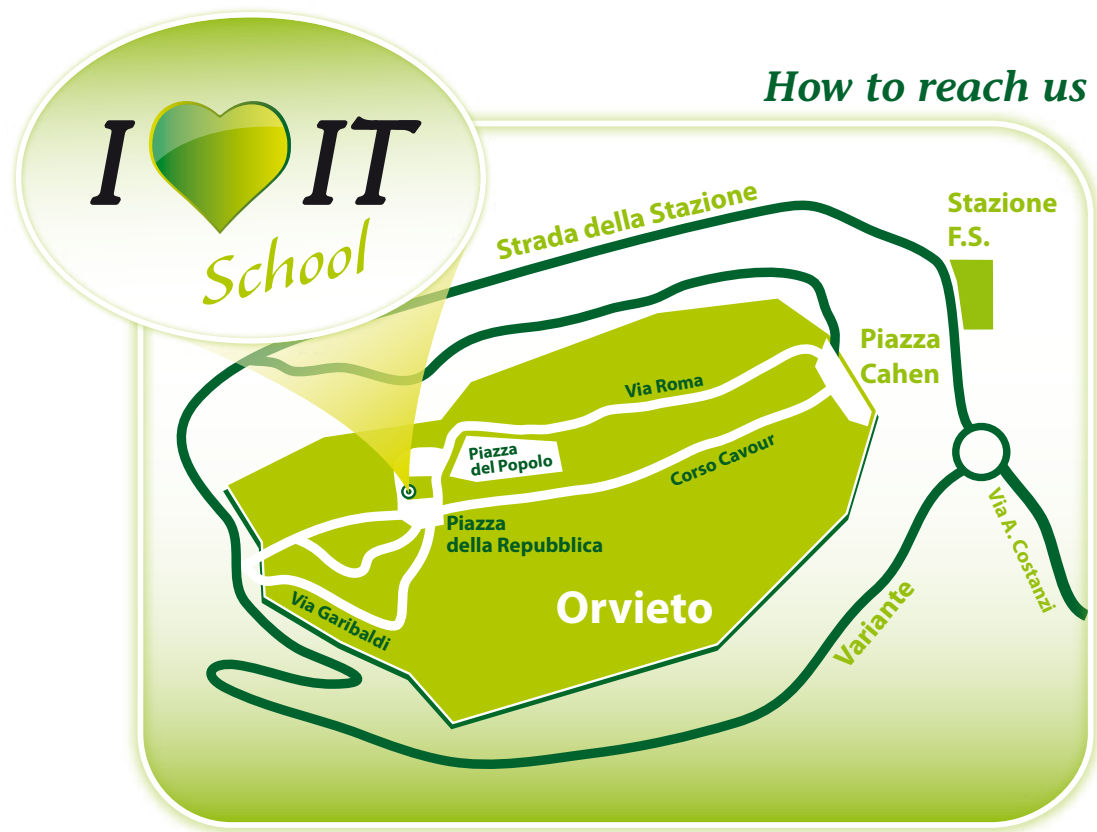 How to reach us
I IT
School
Strada della Stazione
Stazione
F.S.
Piazza
Cahen
Via Roma
Piazza
del Popolo
Corso Cavour
Piazza
della Repubblica
Via A. Costanzi
Orvieto
Via Garibaldi
Variante